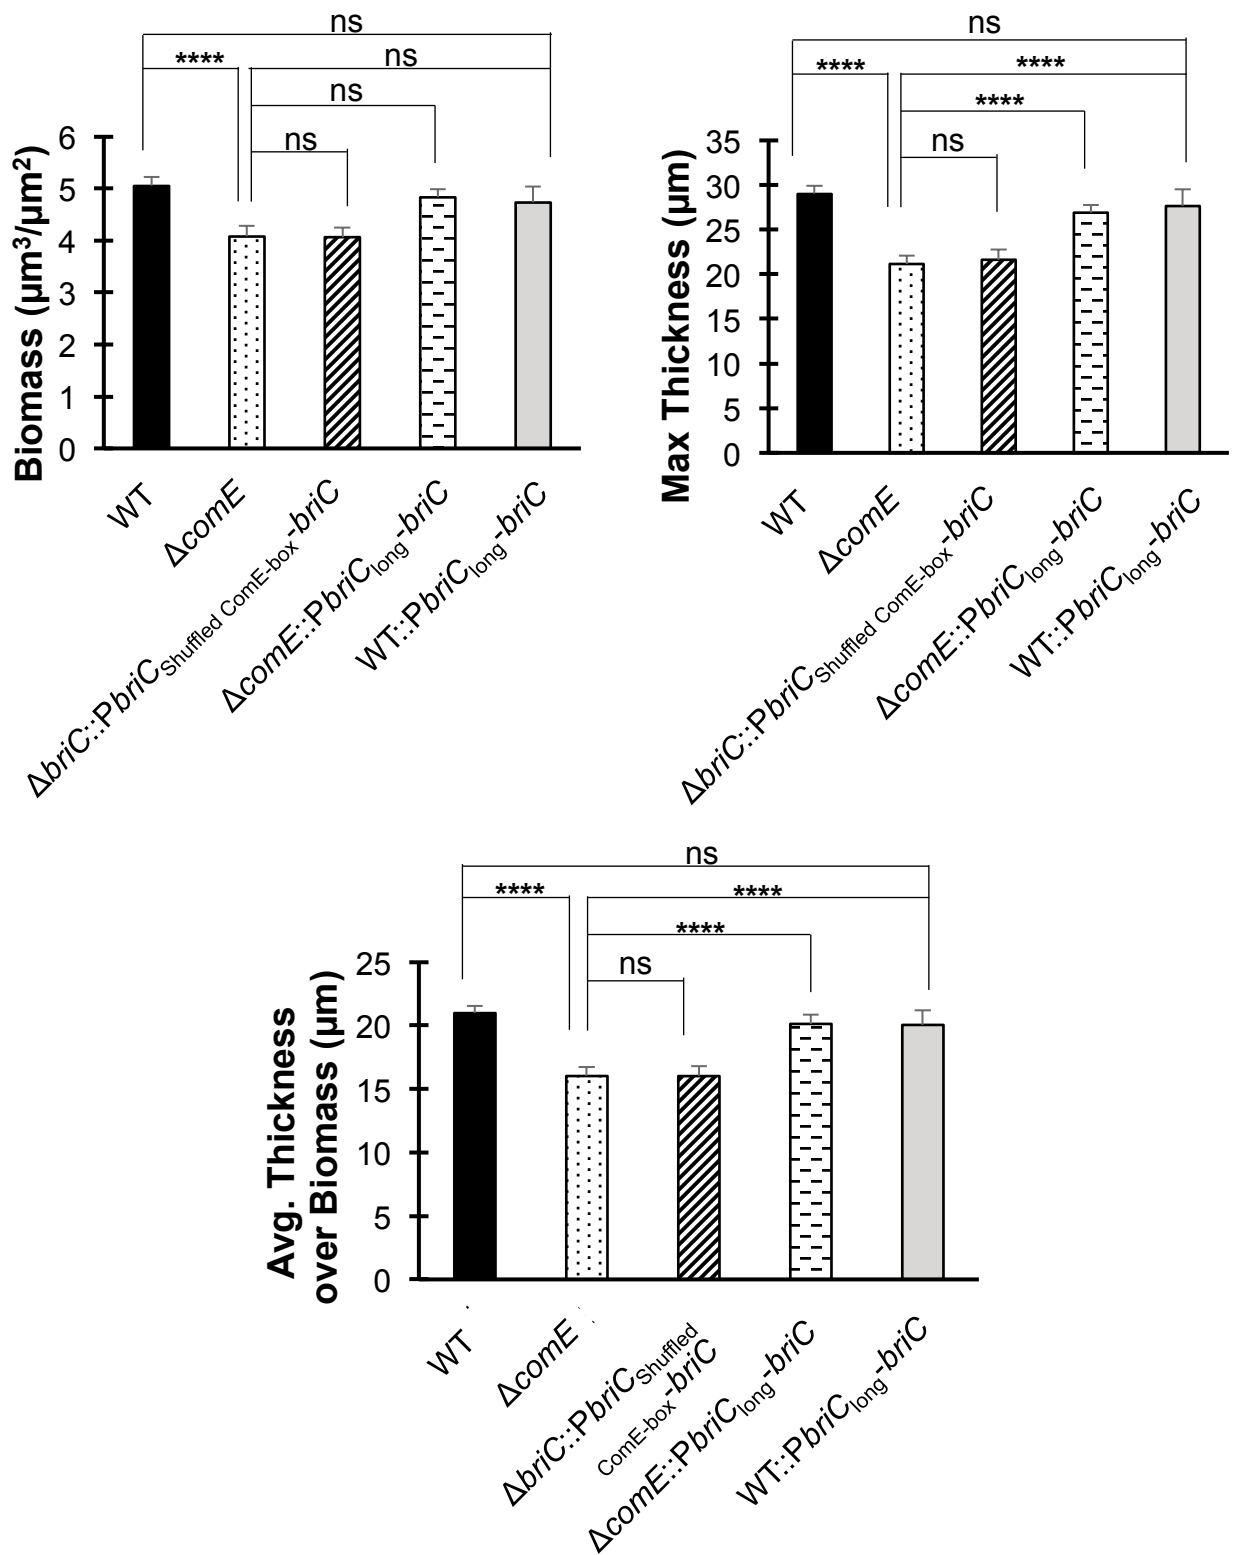 ns
**** ns
ns
ns
Biomass (µm³/µm²)
6
5
4
3
2
1
0
WT
ΔcomE
ΔbriC::PbriCShuffled ComE-box-briC
ΔcomE::PbriClong-briC
WT::PbriClong-briC
ns
**** ****
****
ns
Max Thickness (µm)
35
30
25
20
15
10
5
0
WT
ΔcomE
ΔbriC::PbriCShuffled ComE-box-briC
ΔcomE::PbriClong-briC
WT::PbriClong-briC
ns
**** ****
****
ns
Avg. Thickness
over Biomass (µm)
25
20
15
10
5
0
WT
ΔcomE
ΔbriC::PbriCShuffled
ComE-box-briC
ΔcomE::PbriClong-briC
WT::PbriClong-briC